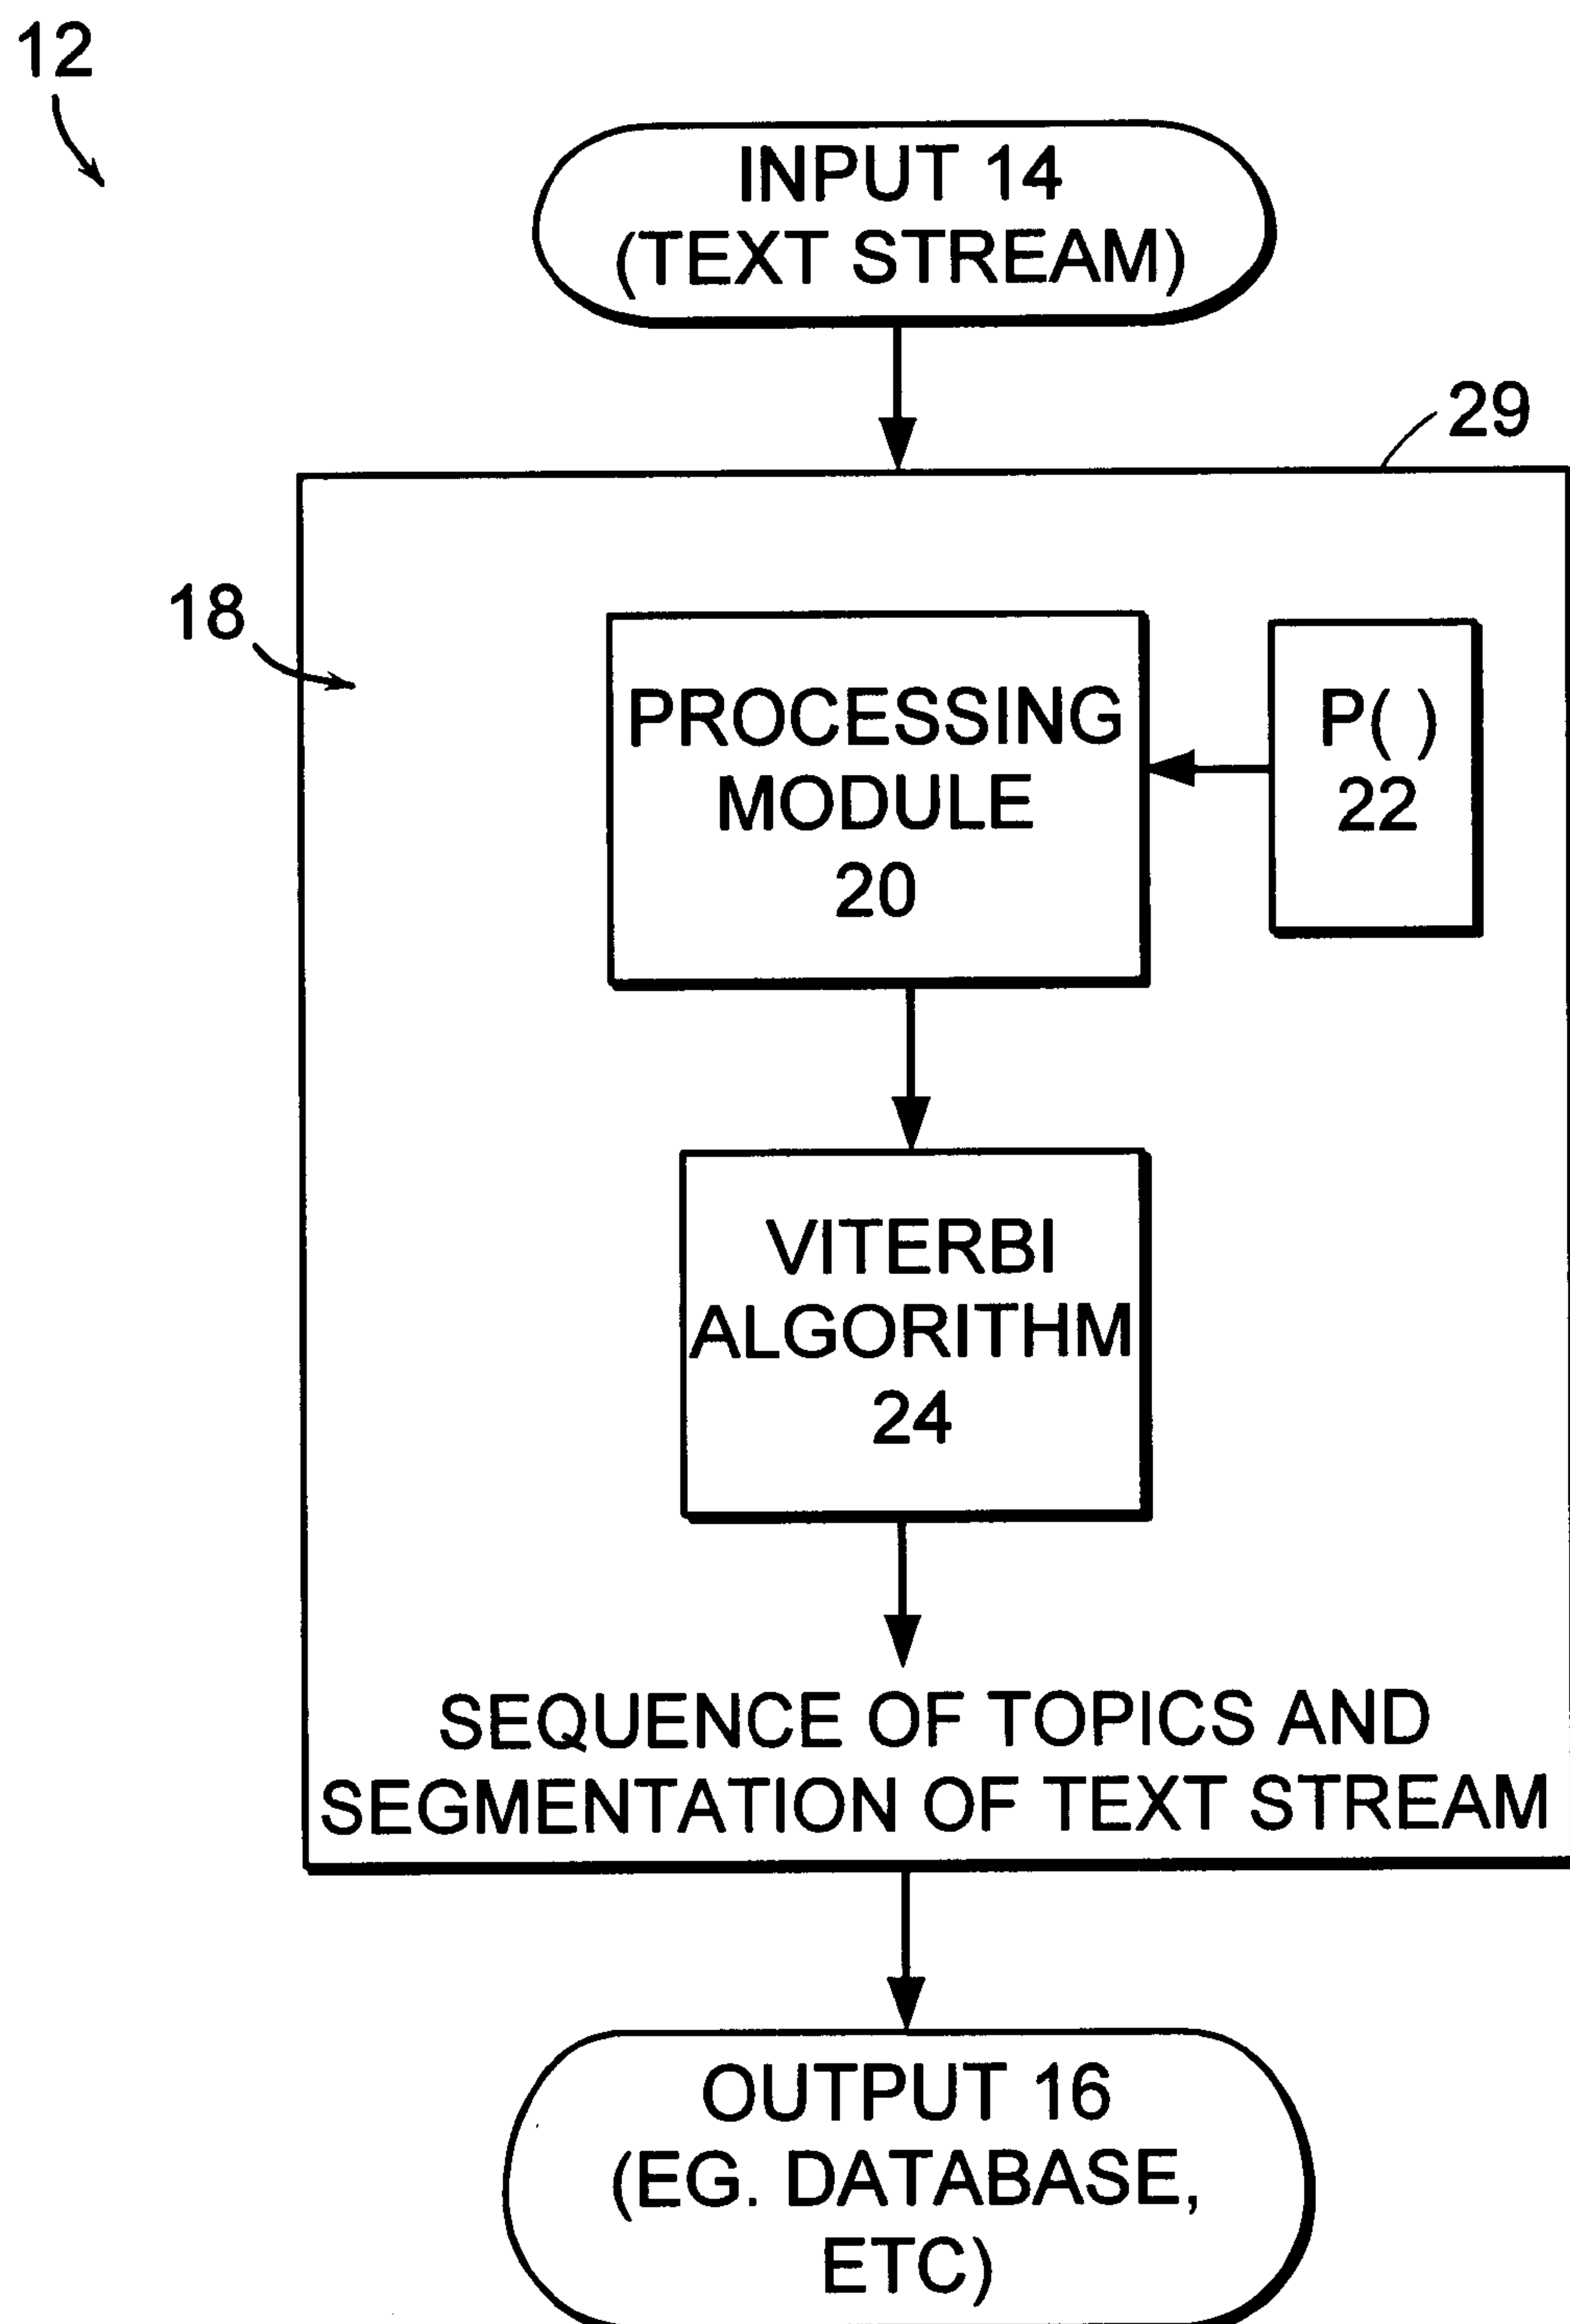 12
INPUT 14
(TEXT STREAM)
29
18
PROCESSING
MODULE
20
P( )
22
VITERBI
ALGORITHM
24
SEQUENCE OF TOPICS AND
SEGMENTATION OF TEXT STREAM
OUTPUT 16
(EG. DATABASE,
ETC)